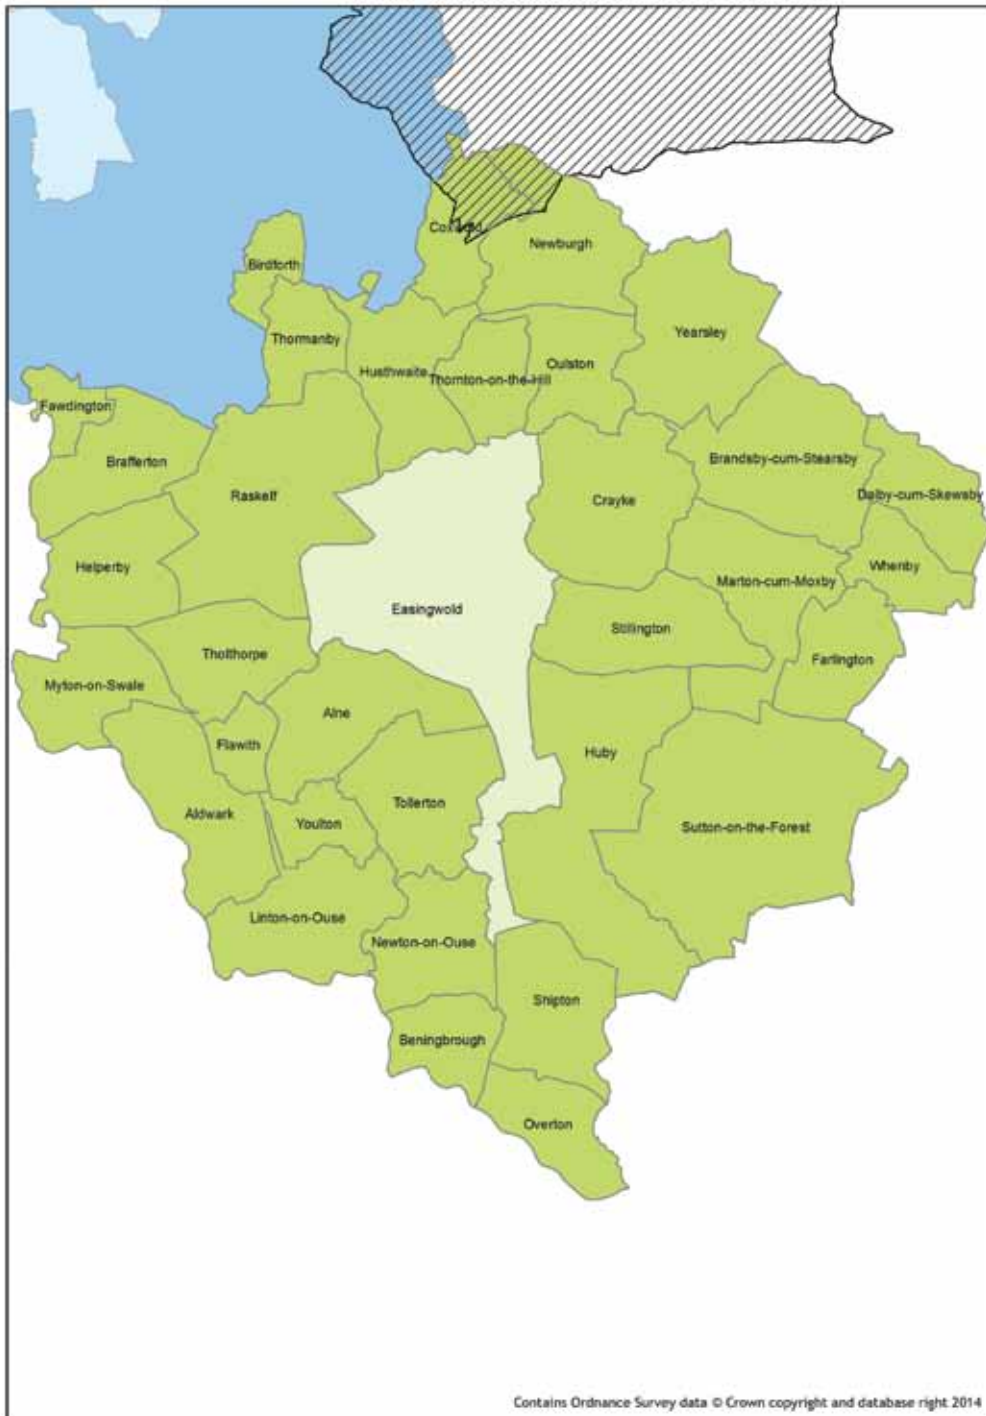 Newburgh
Birdforth
Yearsley
Thormanby
Oulston
Husthwaite
Thornton-on-the-Hill
Fawdington
Brafferton
Brandsby-cum-Stearsby
Raskelf
Crayke
Dalby-cum-Skewsby
Helperby
Whenby
Marton-cum-Moxby
Easingwold
Stillington
Tholthorpe
Farlington
Myton-on-Swale
Alne
Flawith
Huby
Tollerton
Aldwark
Youlton
Sutton-on-the-Forest
Linton-on-Ouse
Newton-on-Ouse
Shipton
Beningbrough
Overton
Contains Ordnance Survey data © Crown copyright and database right 2014